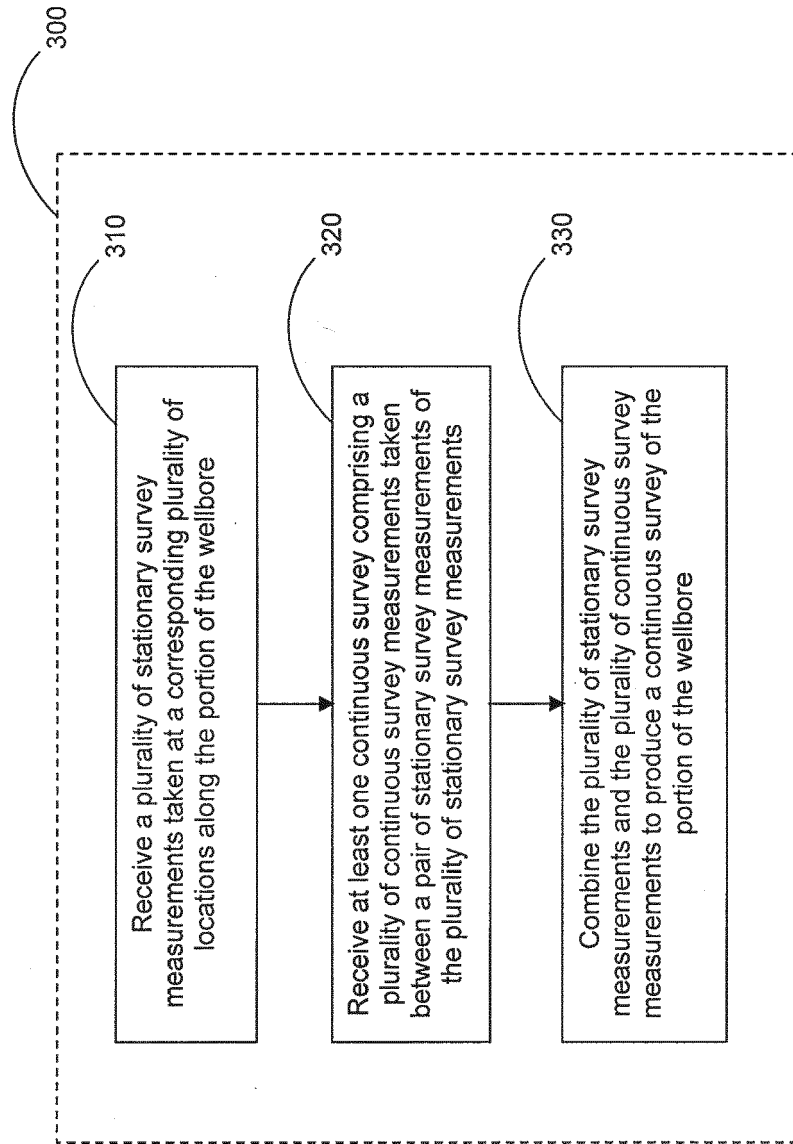 300
310
Receive a plurality of stationary survey
measurements taken at a corresponding plurality of
locations along the portion of the wellbore
320
Receive at least one continuous survey comprising a
plurality of continuous survey measurements taken
between a pair of stationary survey measurements of
the plurality of stationary survey measurements
330
Combine the plurality of stationary survey
measurements and the plurality of continuous survey
measurements to produce a continuous survey of the
portion of the wellbore